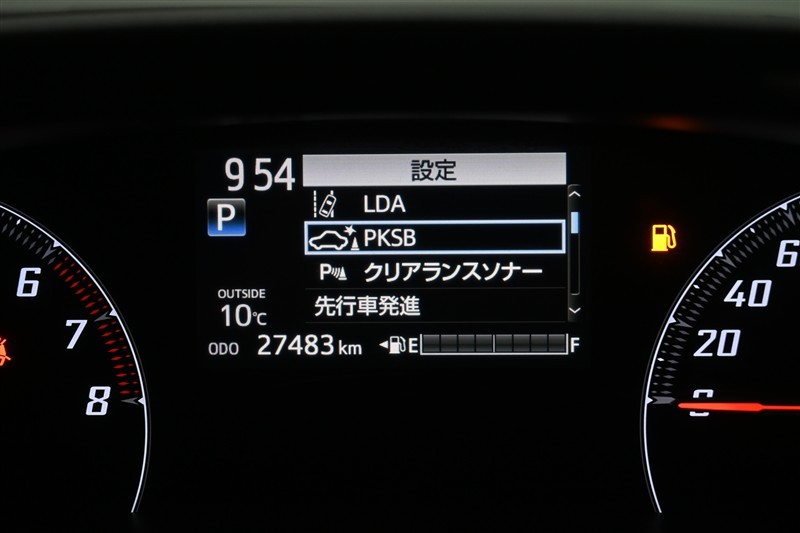 9 54
設定
LDA
P
PKSB
P クリアランスソナー
先行車発進
OUTSIDE
10℃
ODO 27483 km
E F
6
7
8
6
40
20
0